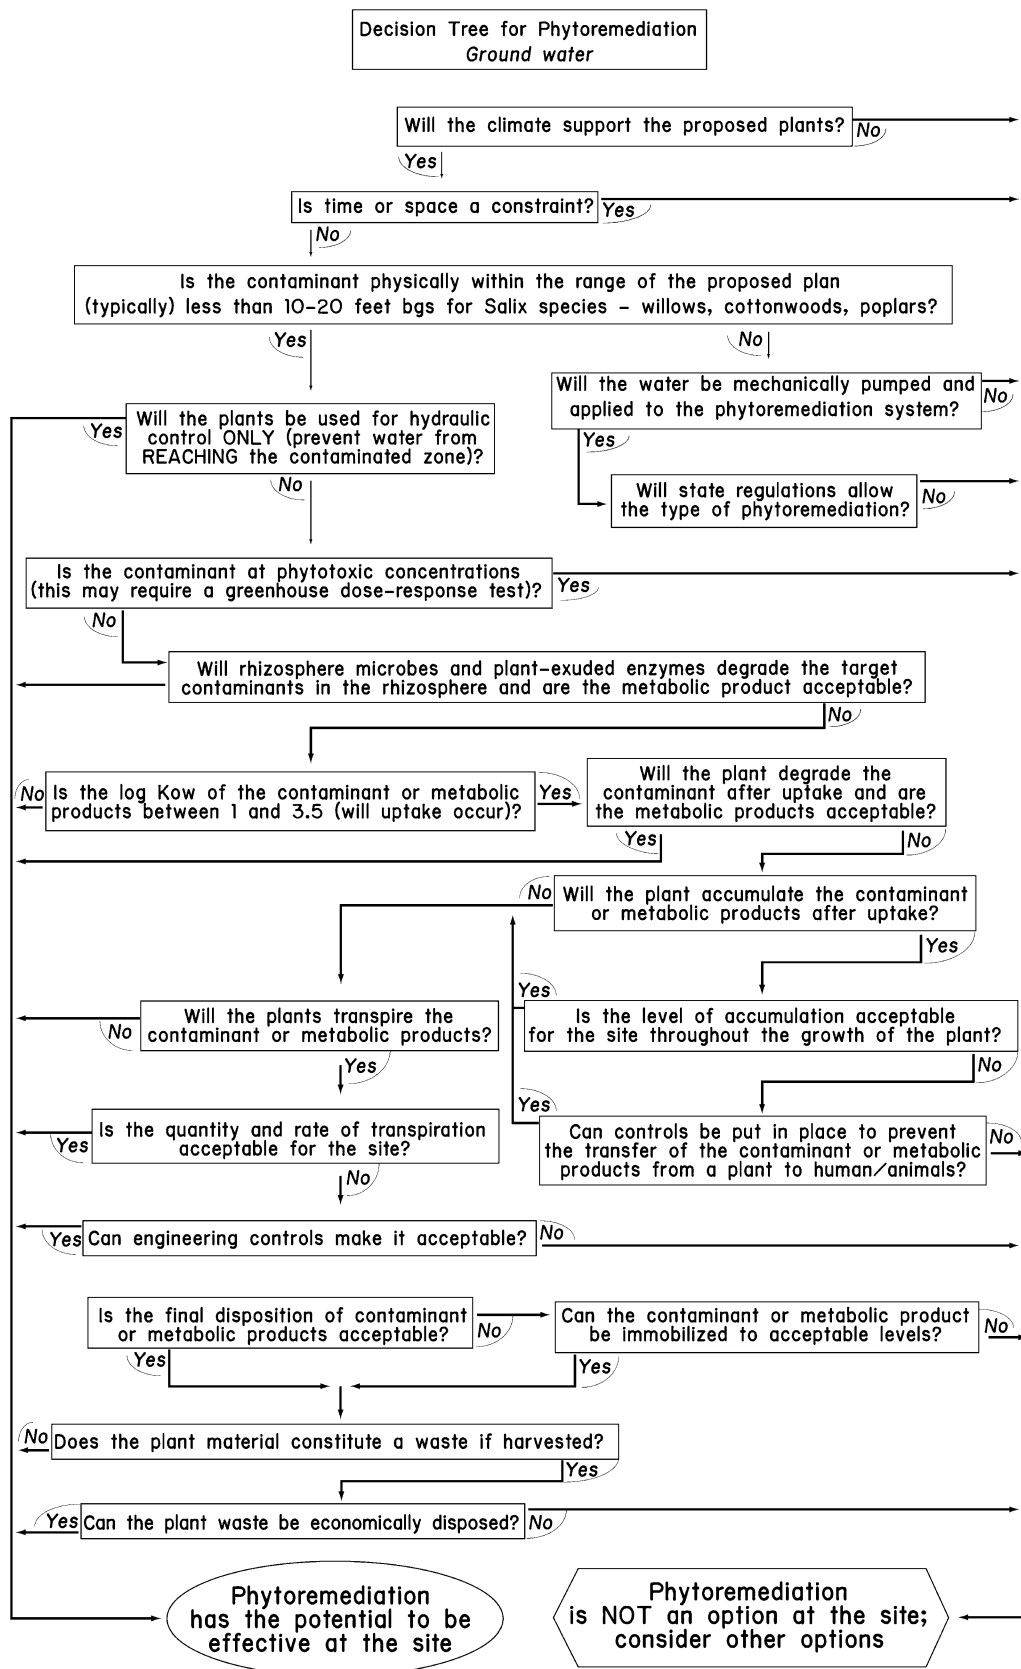 Decision Tree for Phytoremediation
Ground water
Will the climate support the proposed plants?
No
Yes
Is time or space a constraint?
Yes
No
Is the contaminant physically within the range of the proposed plan
(typically) less than 10-20 feet bgs for Salix species - willows, cottonwoods, poplars?
Yes
No
Will the water be mechanically pumped and
applied to the phytoremediation system?
No
Yes
Will the plants be used for hydraulic
control ONLY (prevent water from
REACHING the contaminated zone)?
Yes
No
Will state regulations allow
the type of phytoremediation?
No
Is the contaminant at phytotoxic concentrations
(this may require a greenhouse dose-response test)?
Yes
No
Will rhizosphere microbes and plant-exuded enzymes degrade the target
contaminants in the rhizosphere and are the metabolic product acceptable?
No
No
Is the log Kow of the contaminant or metabolic
products between 1 and 3.5 (will uptake occur)?
Yes
Will the plant degrade the
contaminant after uptake and are
the metabolic products acceptable?
Yes
No
No
Will the plant accumulate the contaminant
or metabolic products after uptake?
Yes
Yes
Is the level of accumulation acceptable
for the site throughout the growth of the plant?
No
Will the plants transpire the
contaminant or metabolic products?
No
Yes
Yes
Can controls be put in place to prevent
the transfer of the contaminant or metabolic
products from a plant to human/animals?
No
Is the quantity and rate of transpiration
acceptable for the site?
Yes
No
Yes
Can engineering controls make it acceptable?
No
Is the final disposition of contaminant
or metabolic products acceptable?
No
Yes
Can the contaminant or metabolic product
be immobilized to acceptable levels?
No
Yes
No
Does the plant material constitute a waste if harvested?
Yes
Yes
Can the plant waste be economically disposed?
No
Phytoremediation
has the potential to be
effective at the site
Phytoremediation
is NOT an option at the site;
consider other options